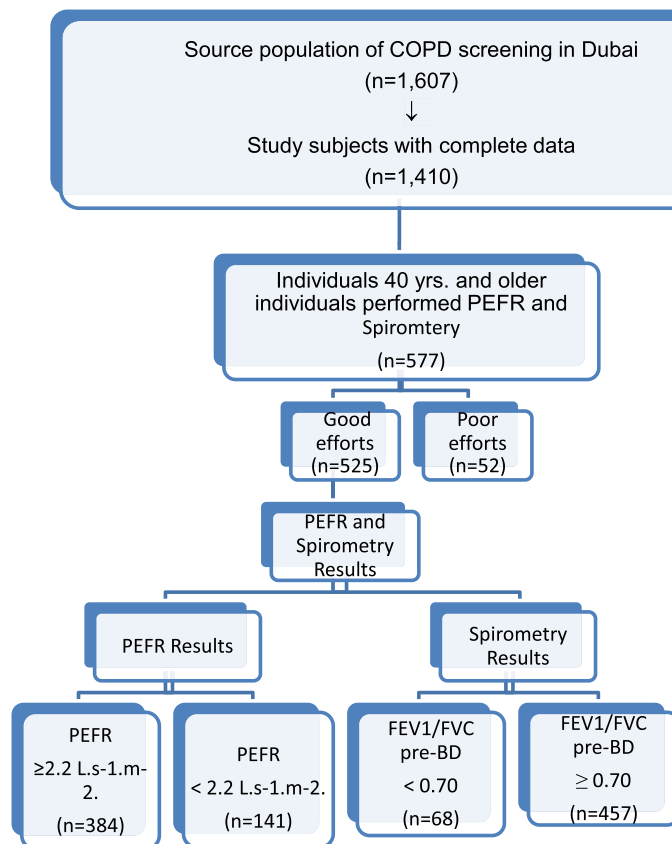 Source population of COPD screening in Dubai
(n=1,607)
↓
Study subjects with complete data
(n=1,410)
Individuals 40 yrs. and older
individuals performed PEFR and
Spiromtery
(n=577)
Good
efforts
(n=525)
Poor
efforts
(n=52)
PEFR and
Spirometry
Results
PEFR Results
Spirometry
Results
PEFR
≥2.2 L.s-1.m-
2.
(n=384)
PEFR
< 2.2 L.s-1.m-2.
(n=141)
FEV1/FVC
pre-BD
< 0.70
(n=68)
FEV1/FVC
pre-BD
≥ 0.70
(n=457)